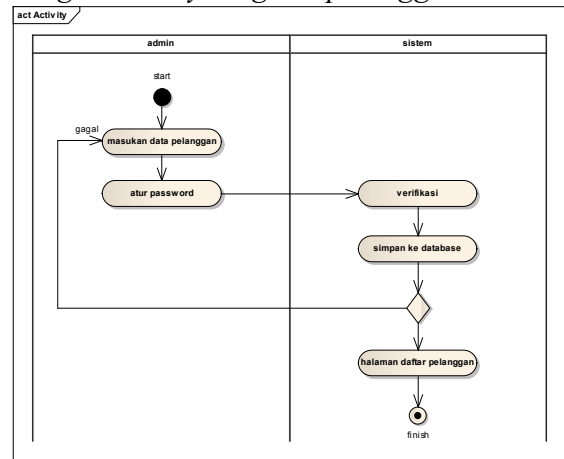 act Activity
admin
sistem
start
gagal
masukan data pelanggan
atur password
verifikasi
simpan ke database
halaman daftar pelanggan
finish